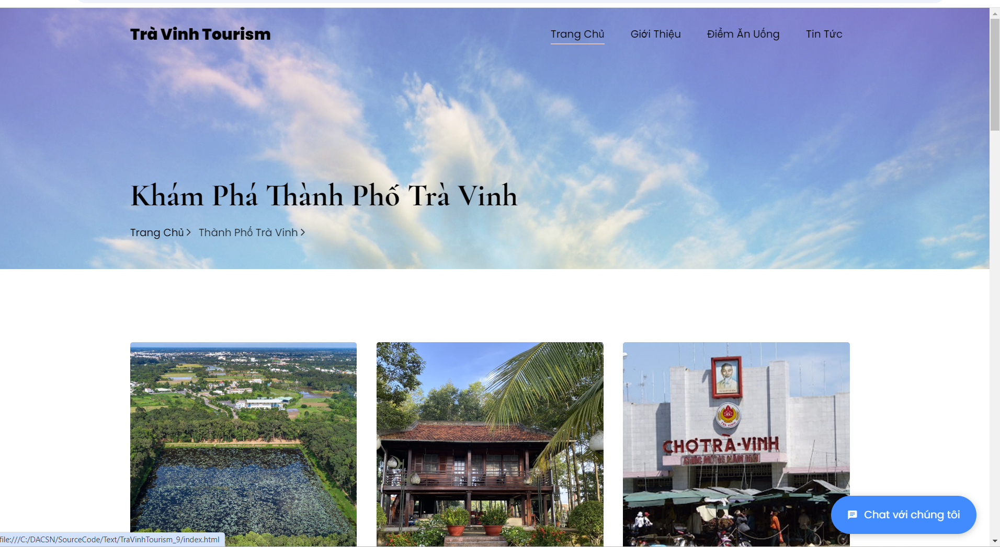 Trà Vinh Tourism
Trang Chủ
Giới Thiệu
Điểm Ăn Uống
Tin Tức
Khám Phá Thành Phố Trà Vinh
Trang Chủ > Thành Phố Trà Vinh >
CHỢ TRÀ-VINH
TRÀ VINH
Chat với chúng tôi
file:///C:/DACSN/SourceCode/Text/TraVinhTourism_9/index.html